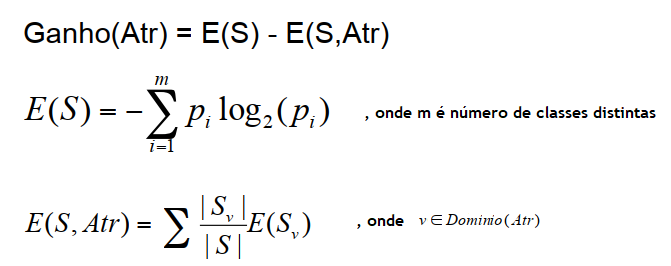 Ganho(Atr) = E(S) - E(S,Atr)
E(S) = -∑_{i=1}^{m} p_i log_2(p_i) , onde m é número de classes distintas
E(S, Atr) = ∑ |S_v| / |S| E(S_v) , onde v ∈ Dominio(Atr)